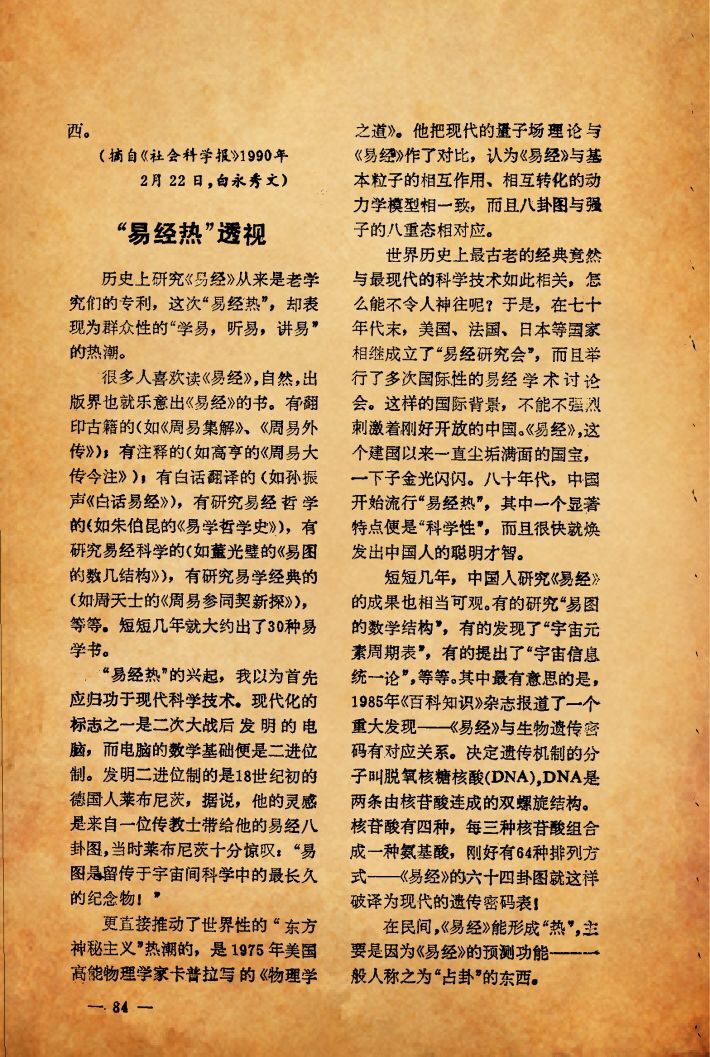 西。
(摘自《社会科学报》1990年
2月22日,白永秀文)
“易经热”透视
历史上研究《易经》从来是老学
究们的专利，这次“易经热”，却表
现为群众性的“学易，听易，讲易”
的热潮。
很多人喜欢读《易经》,自然,出
版界也就乐意出《易经》的书。有翻
印古籍的(如《周易集解》、《周易外
传》)；有注释的(如高亨的《周易大
传令注》)；有白话翻译的(如孙振
声《白话易经》)，有研究易经哲学
的(如朱伯昆的《易学哲学史》)，有
研究易经科学的(如董光璧的《易图
的数几结构》)，有研究易学经典的
(如周天士的《周易参同契新探》)，
等等。短短几年就大约出了30种易
学书。
“易经热”的兴起，我以为首先
应归功于现代科学技术。现代化的
标志之一是二次大战后发明的电
脑，而电脑的数学基础便是二进位
制。发明二进位制的是18世纪初的
德国人莱布尼茨，据说，他的灵感
是来自一位传教士带给他的易经八
卦图,当时莱布尼茨十分惊叹：“易
图是留传于宇宙间科学中的最长久
的纪念物！”
更直接推动了世界性的“东方
神秘主义”热潮的，是1975年美国
高能物理学家卡普拉写的《物理学
之道》。他把现代的量子场理论与
《易经》作了对比，认为《易经》与基
本粒子的相互作用、相互转化的动
力学模型相一致，而且八卦图与强
子的八重态相对应。
世界历史上最古老的经典竟然
与最现代的科学技术如此相关，怎
么能不令人神往呢？于是，在七十
年代末，美国、法国、日本等国家
相继成立了“易经研究会”，而且举
行了多次国际性的易经学术讨论
会。这样的国际背景，不能不强烈
刺激着刚好开放的中国。《易经》,这
个建国以来一直尘垢满面的国宝，
一下子金光闪闪。八十年代，中国
开始流行“易经热”，其中一个显著
特点便是“科学性”，而且很快就焕
发出中国人的聪明才智。
短短几年，中国人研究《易经》
的成果也相当可观。有的研究“易图
的数学结构”，有的发现了“宇宙元
素周期表”，有的提出了“宇宙信息
统一论”,等等。其中最有意思的是，
1985年《百科知识》杂志报道了一个
重大发现——《易经》与生物遗传密
码有对应关系。决定遗传机制的分
子叫脱氧核糖核酸(DNA),DNA是
两条由核苷酸连成的双螺旋结构。
核苷酸有四种，每三种核苷酸组合
成一种氨基酸，刚好有64种排列方
式——《易经》的六十四卦图就这样
破译为现代的遗传密码表！
在民间,《易经》能形成“热”,主
要是因为《易经》的预测功能——一
般人称之为“占卦”的东西。
— 84 —